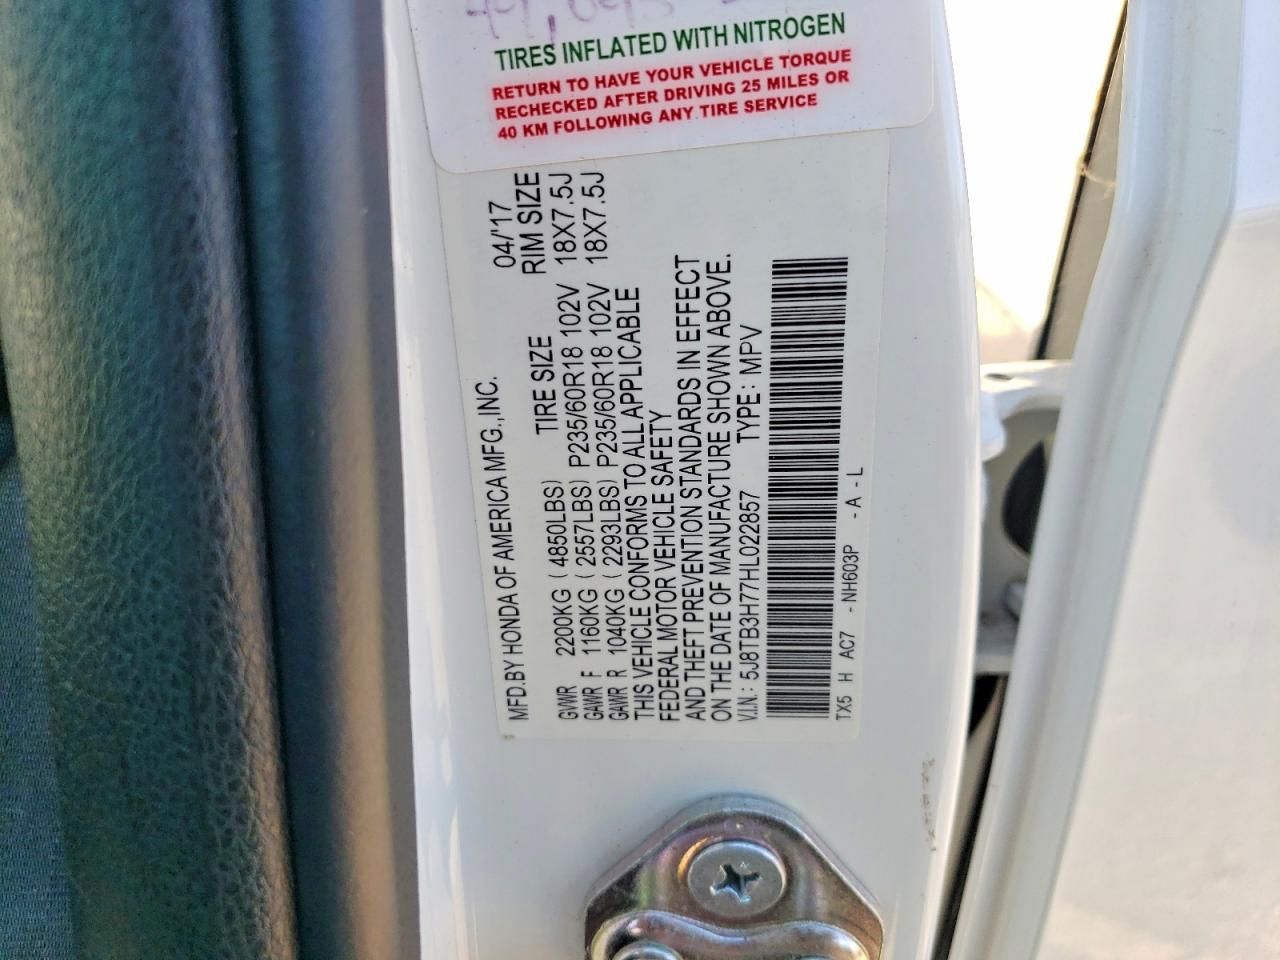 TIRES INFLATED WITH NITROGEN
RETURN TO HAVE YOUR VEHICLE TORQUE
RECHECKED AFTER DRIVING 25 MILES OR
40 KM FOLLOWING ANY TIRE SERVICE
MFD.BY HONDA OF AMERICA MFG.,INC. 04/'17
TIRE SIZE RIM SIZE
GVWR 2200KG ( 4850LBS) P235/60R18 102V 18X7.5J
GAWR F 1160KG ( 2557LBS) P235/60R18 102V 18X7.5J
GAWR R 1040KG ( 2293LBS)
THIS VEHICLE CONFORMS TO ALL APPLICABLE
FEDERAL MOTOR VEHICLE SAFETY
AND THEFT PREVENTION STANDARDS IN EFFECT
ON THE DATE OF MANUFACTURE SHOWN ABOVE.
V.I.N.: 5J8TB3H77HL022857 TYPE: MPV
TX5 H AC7 - NH603P - A - L